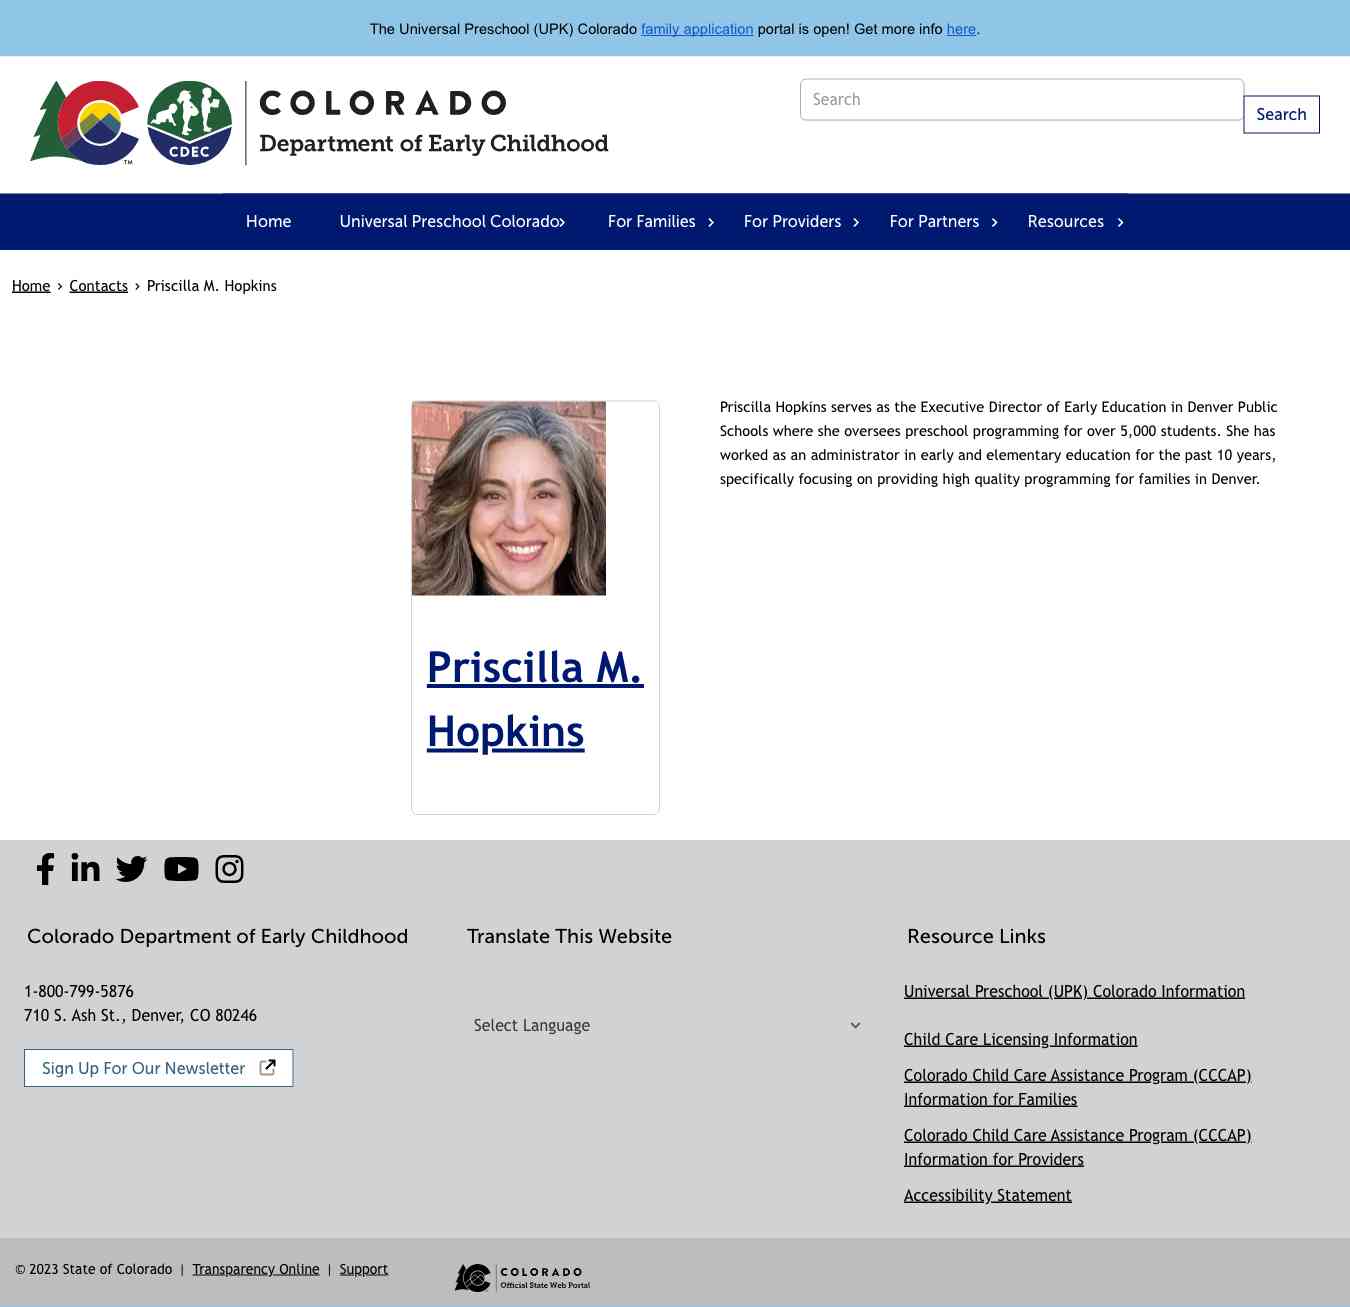 The Universal Preschool (UPK) Colorado family application portal is open! Get more info here.
CDEC
TM
COLORADO
Department of Early Childhood
Search
Search
Home
Universal Preschool Colorado
For Families
For Providers
For Partners
Resources
Home › Contacts › Priscilla M. Hopkins
Priscilla M.
Hopkins
Priscilla Hopkins serves as the Executive Director of Early Education in Denver Public
Schools where she oversees preschool programming for over 5,000 students. She has
worked as an administrator in early and elementary education for the past 10 years,
specifically focusing on providing high quality programming for families in Denver.
Colorado Department of Early Childhood
1-800-799-5876
710 S. Ash St., Denver, CO 80246
Sign Up For Our Newsletter
Translate This Website
Select Language
Resource Links
Universal Preschool (UPK) Colorado Information
Child Care Licensing Information
Colorado Child Care Assistance Program (CCCAP)
Information for Families
Colorado Child Care Assistance Program (CCCAP)
Information for Providers
Accessibility Statement
© 2023 State of Colorado | Transparency Online | Support
COLORADO
Official State Web Portal